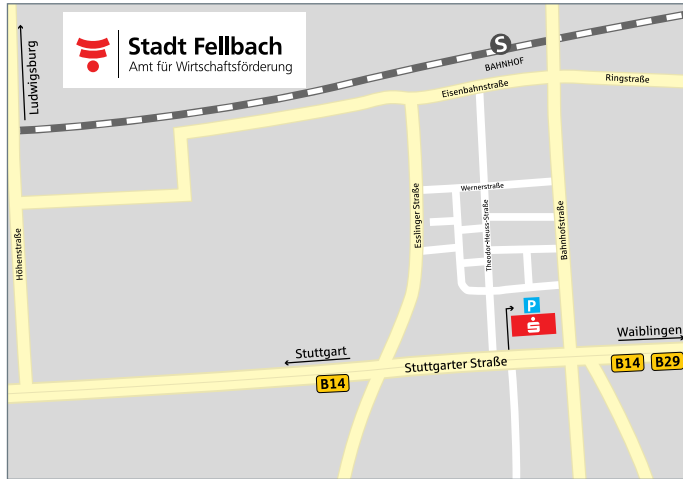 Ludwigsburg
Stadt Fellbach
Amt für Wirtschaftsförderung
S
BAHNHOF
Eisenbahnstraße
Ringstraße
Wernerstraße
Esslinger Straße
Theodor-Heuss-Straße
Bahnhofstraße
Höhenstraße
P
S
Stuttgart
B14
Stuttgarter Straße
Waiblingen
B14 B29